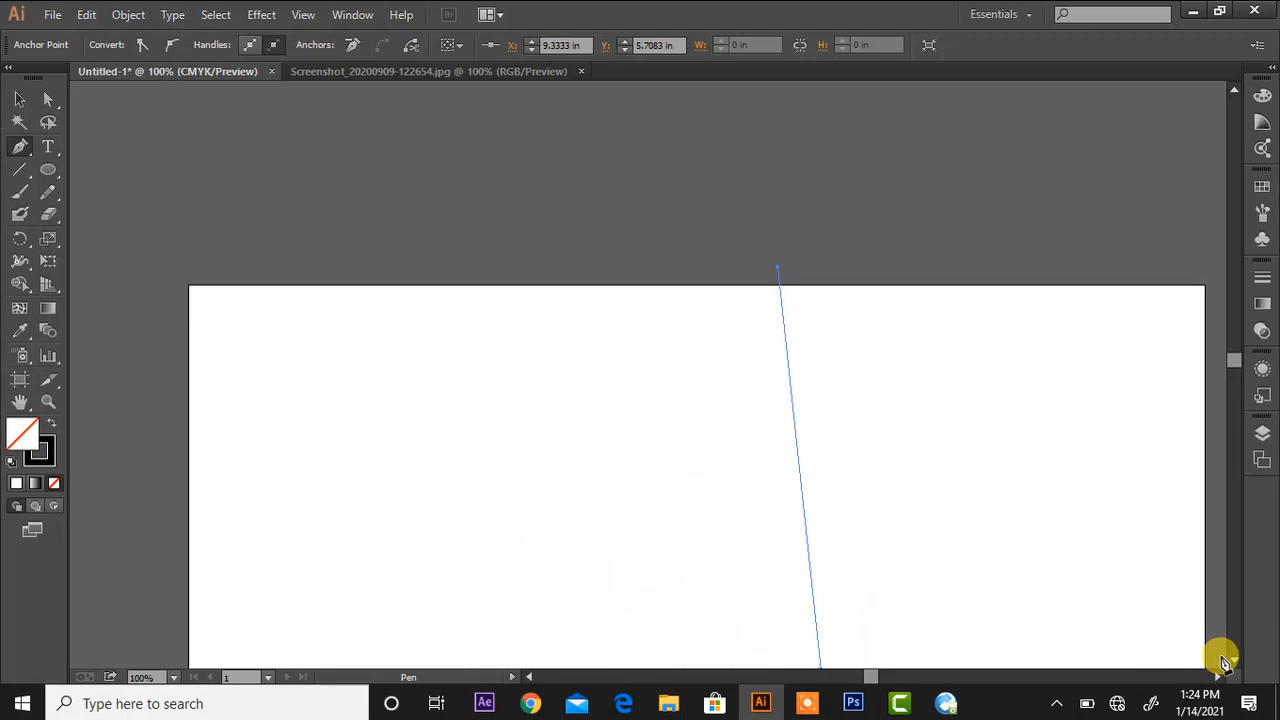 Ai File Edit Object Type Select Effect View Window Help Br Essentials
Anchor Point Convert: Handles: Anchors: X: 9.3333 in Y: 5.7083 in W: 0 in H: 0 in
Untitled-1* @ 100% (CMYK/Preview) × Screenshot_20200909-122654.jpg @ 100% (RGB/Preview) ×
T
100% 1 Pen
Type here to search Ae Ai Ps 1:24 PM
1/14/2021